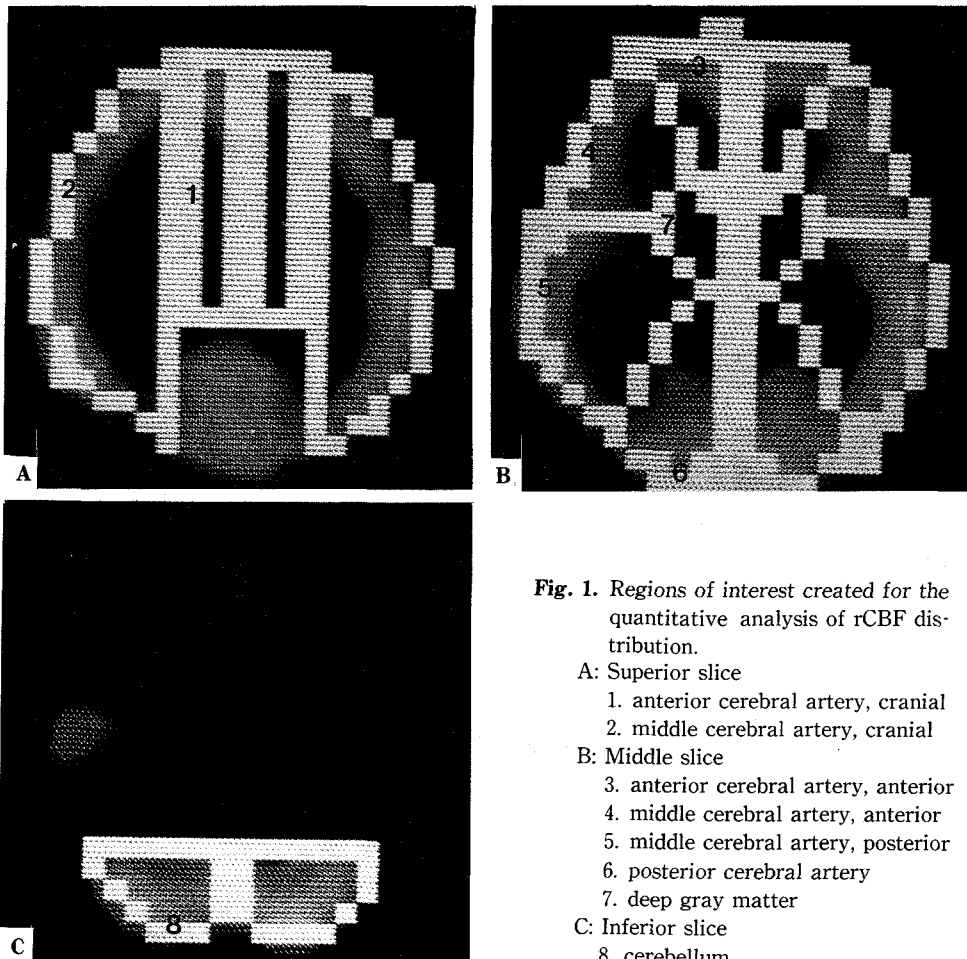 2
1
A
3
4
7
5
6
B
8
C
Fig. 1. Regions of interest created for the
quantitative analysis of rCBF dis-
tribution.
A: Superior slice
1. anterior cerebral artery, cranial
2. middle cerebral artery, cranial
B: Middle slice
3. anterior cerebral artery, anterior
4. middle cerebral artery, anterior
5. middle cerebral artery, posterior
6. posterior cerebral artery
7. deep gray matter
C: Inferior slice
8. cerebellum